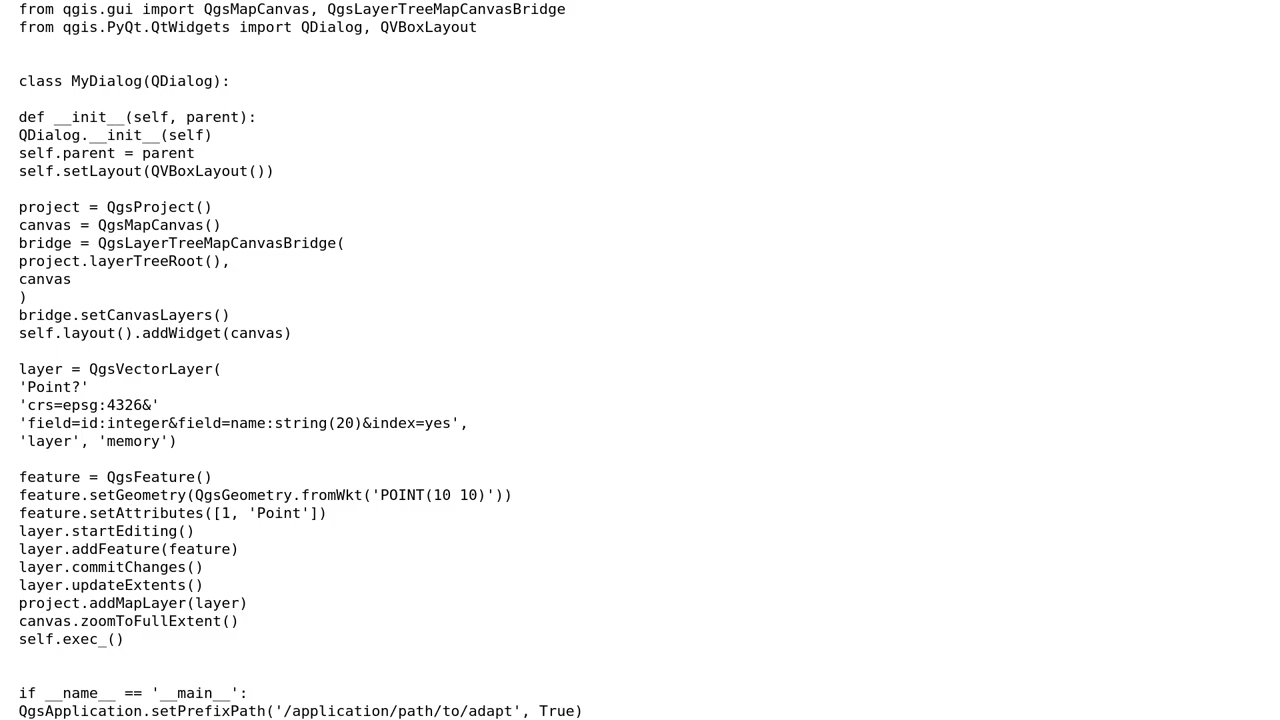 from qgis.gui import QgsMapCanvas, QgsLayerTreeMapCanvasBridge
from qgis.PyQt.QtWidgets import QDialog, QVBoxLayout
class MyDialog(QDialog):
def __init__(self, parent):
QDialog.__init__(self)
self.parent = parent
self.setLayout(QVBoxLayout())
project = QgsProject()
canvas = QgsMapCanvas()
bridge = QgsLayerTreeMapCanvasBridge(
project.layerTreeRoot(),
canvas
)
bridge.setCanvasLayers()
self.layout().addWidget(canvas)
layer = QgsVectorLayer(
'Point?'
'crs=epsg:4326&'
'field=id:integer&field=name:string(20)&index=yes',
'layer', 'memory')
feature = QgsFeature()
feature.setGeometry(QgsGeometry.fromWkt('POINT(10 10)'))
feature.setAttributes([1, 'Point'])
layer.startEditing()
layer.addFeature(feature)
layer.commitChanges()
layer.updateExtents()
project.addMapLayer(layer)
canvas.zoomToFullExtent()
self.exec_()
if __name__ == '__main__':
QgsApplication.setPrefixPath('/application/path/to/adapt', True)